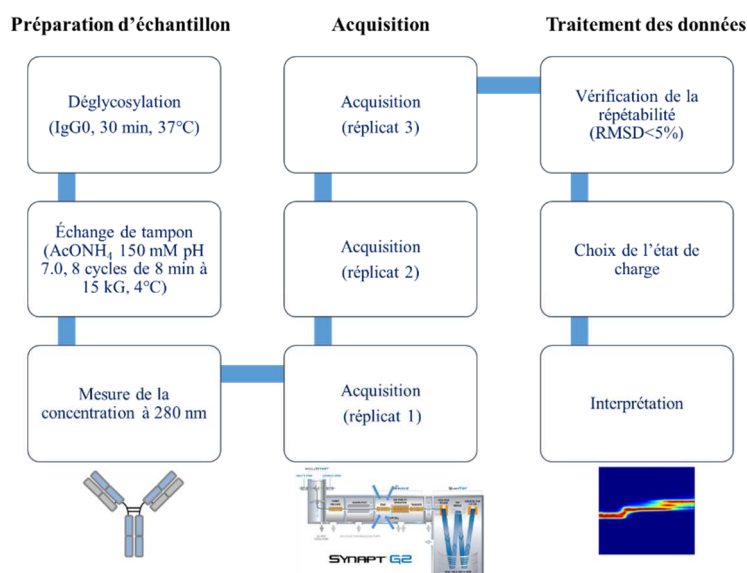 Préparation d’échantillon
Acquisition
Traitement des données
Déglycosylation
(IgG0, 30 min, 37°C)
Échange de tampon
(AcONH₄ 150 mM pH
7.0, 8 cycles de 8 min à
15 kG, 4°C)
Mesure de la
concentration à 280 nm
Acquisition
(réplicat 3)
Acquisition
(réplicat 2)
Acquisition
(réplicat 1)
Vérification de la
répétabilité
(RMSD<5%)
Choix de l’état de
charge
Interprétation
SYNAPT G2